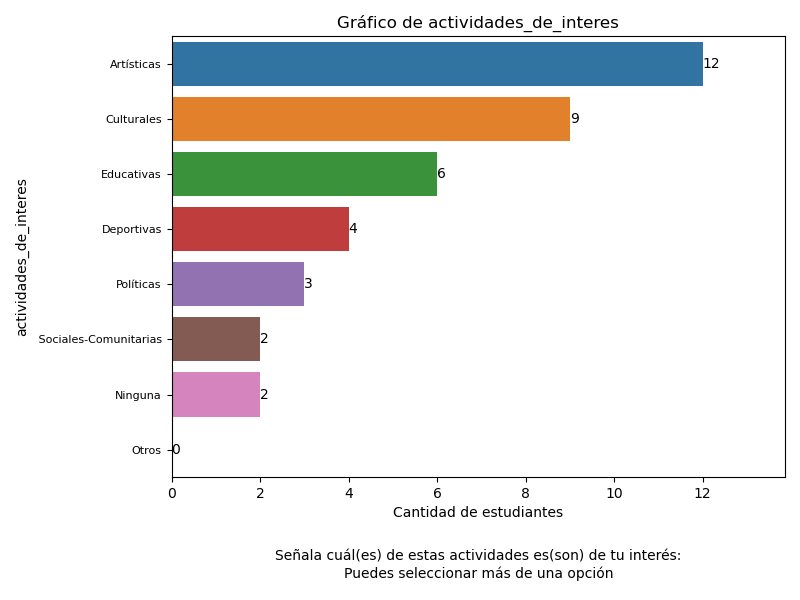 Gráfico de actividades_de_interes
actividades_de_interes
Artísticas 12
Culturales 9
Educativas 6
Deportivas 4
Políticas 3
Sociales-Comunitarias 2
Ninguna 2
Otros 0
0 2 4 6 8 10 12
Cantidad de estudiantes
Señala cuál(es) de estas actividades es(son) de tu interés:
Puedes seleccionar más de una opción